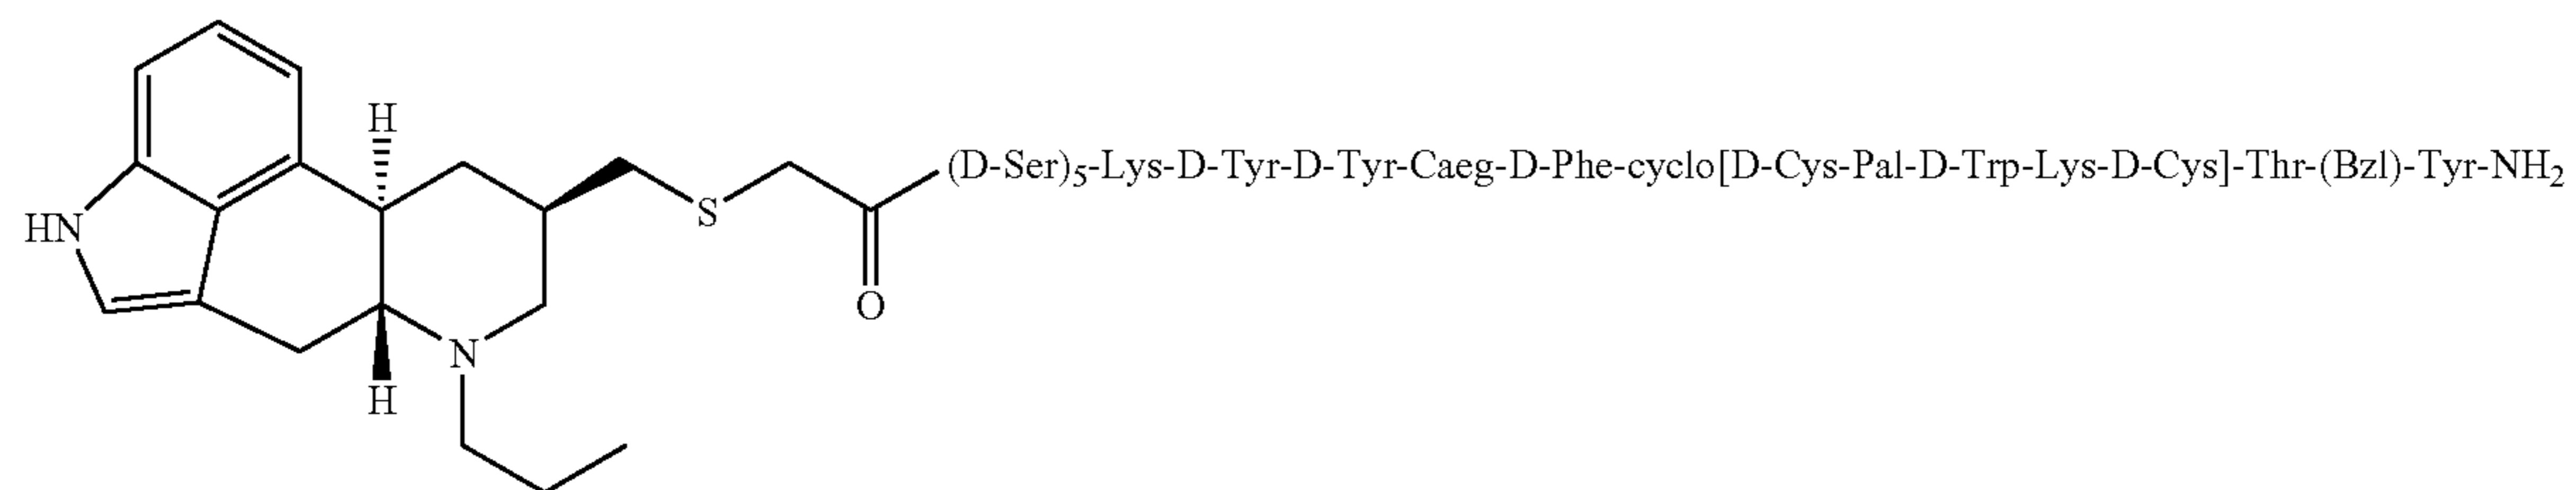 H
(D-Ser)5-Lys-D-Tyr-D-Tyr-Caeg-D-Phe-cyclo[D-Cys-Pal-D-Trp-Lys-D-Cys]-Thr-(Bzl)-Tyr-NH2
HN
S
O
N
H